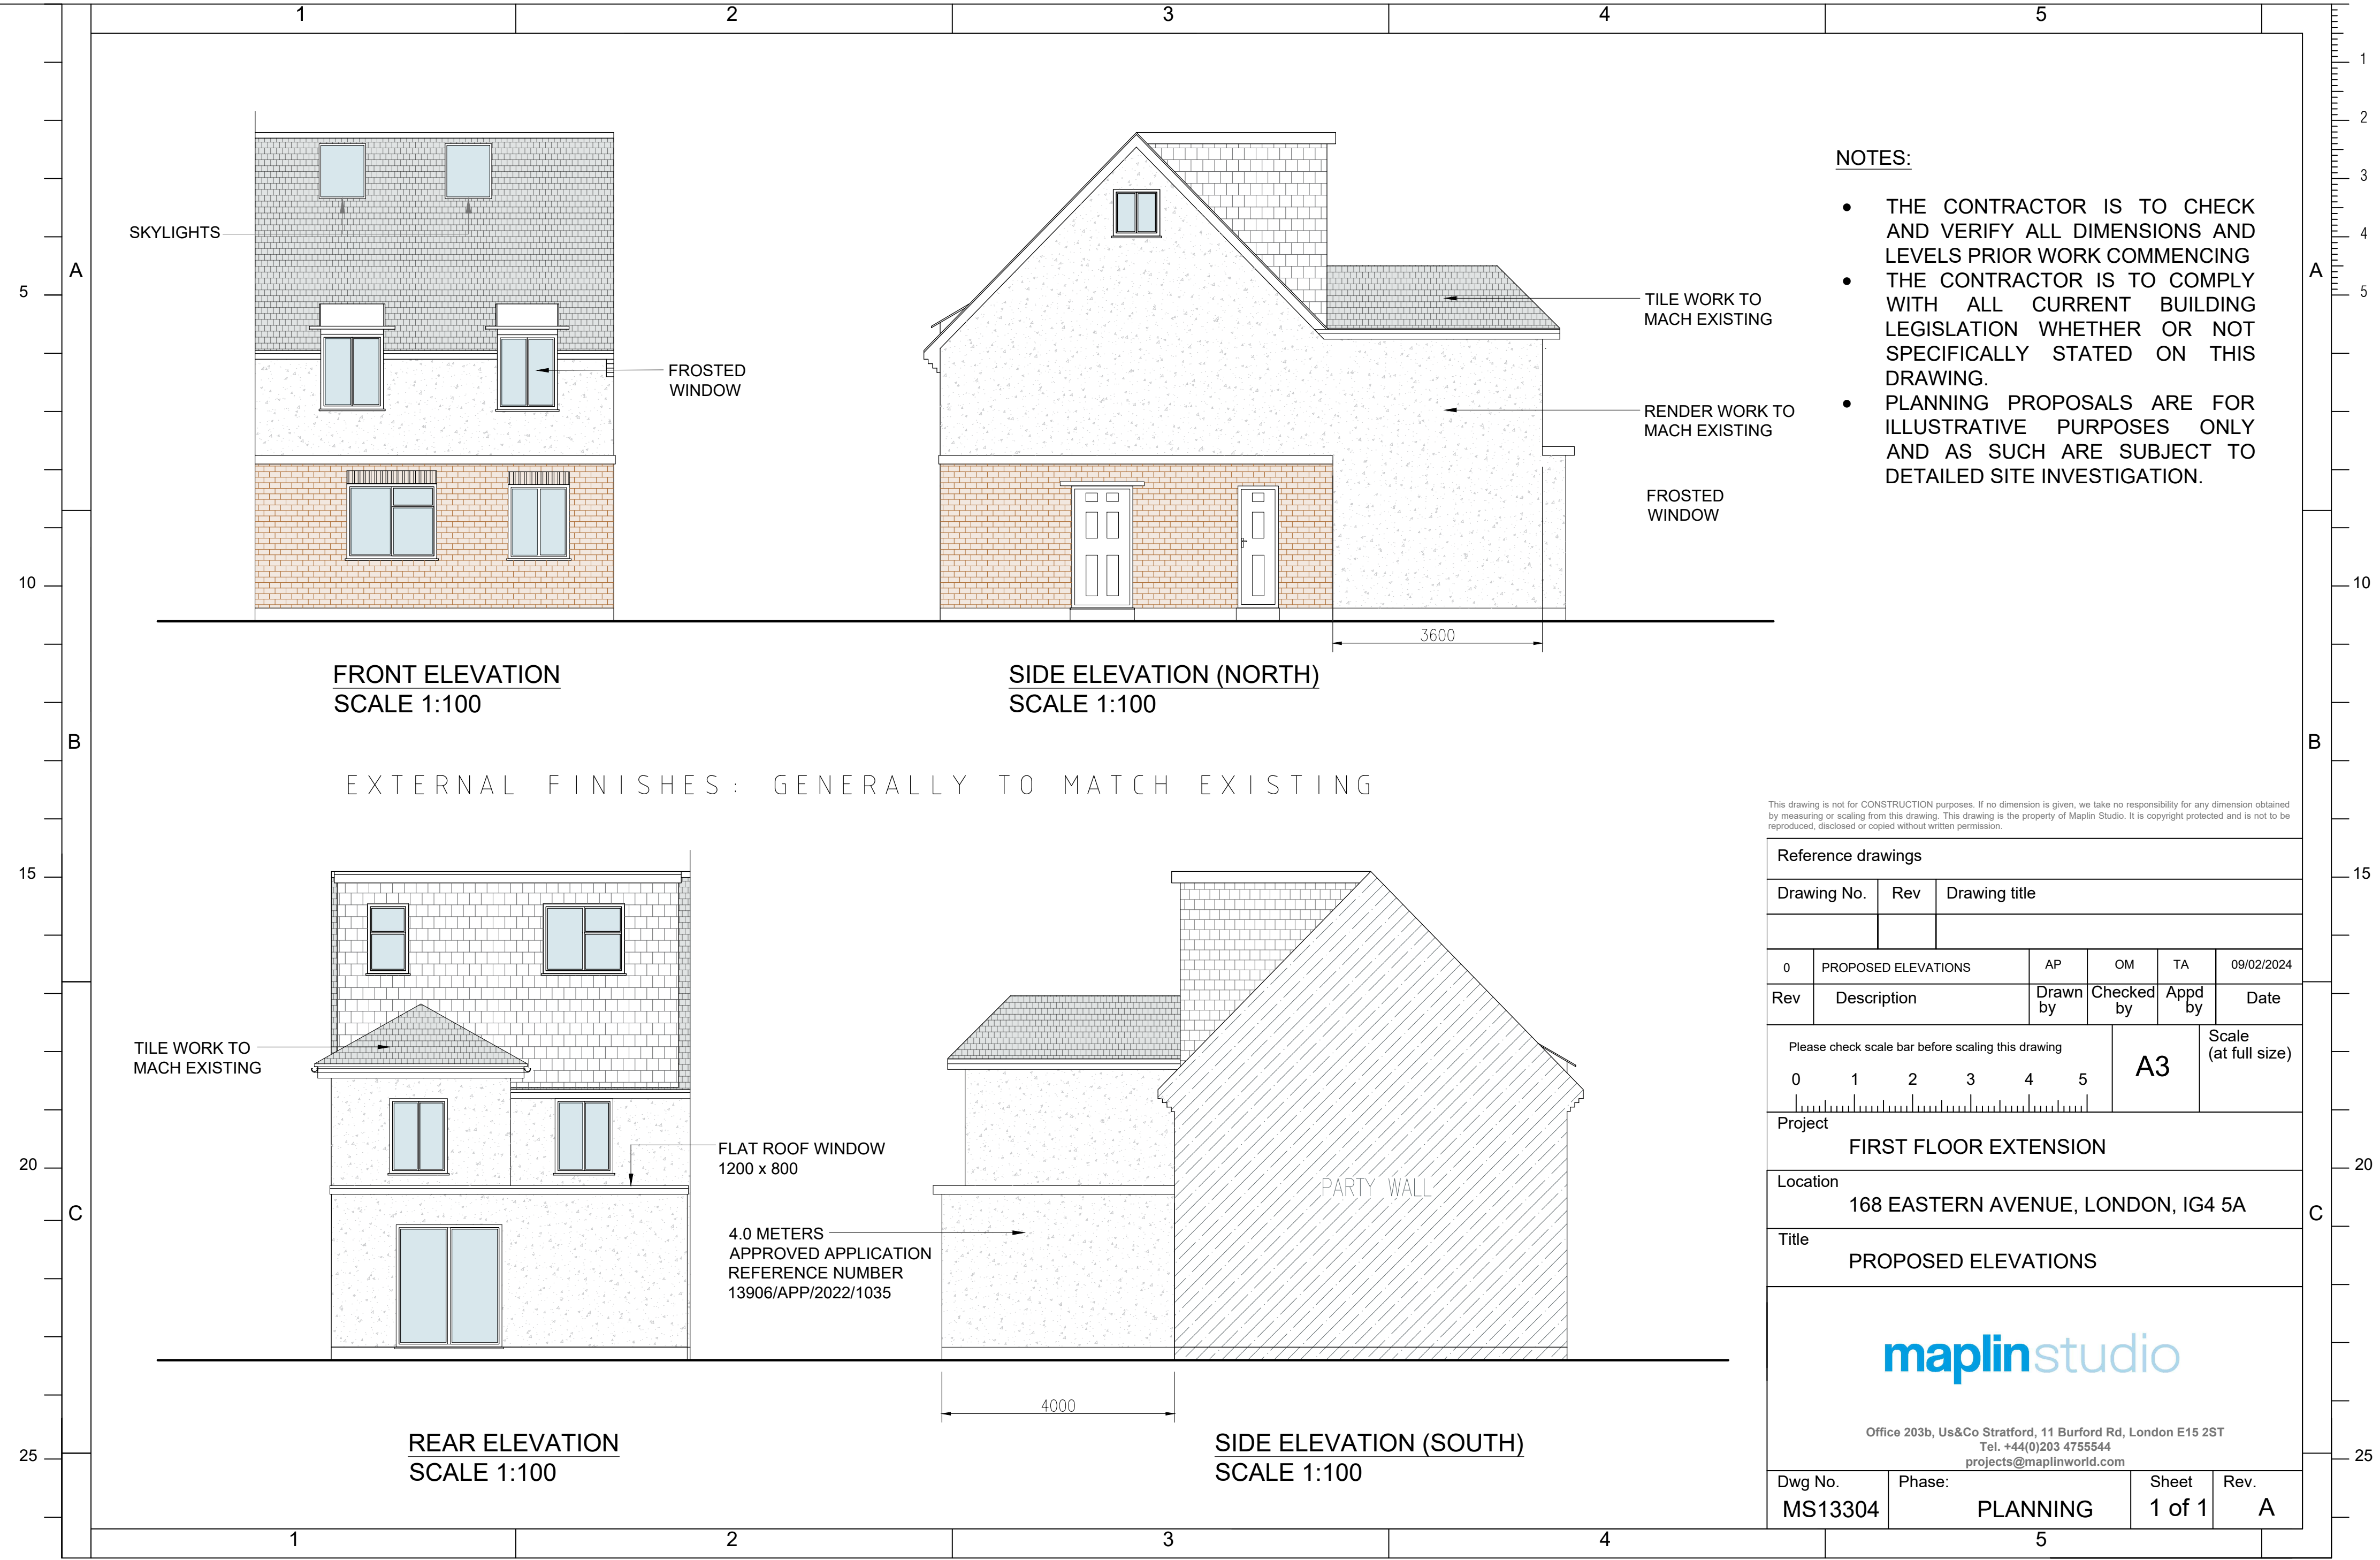 1 2 3 4 5
SKYLIGHTS
FROSTED
WINDOW
TILE WORK TO
MACH EXISTING
RENDER WORK TO
MACH EXISTING
FROSTED
WINDOW
3600
FRONT ELEVATION
SCALE 1:100
SIDE ELEVATION (NORTH)
SCALE 1:100
NOTES:
• THE CONTRACTOR IS TO CHECK
AND VERIFY ALL DIMENSIONS AND
LEVELS PRIOR WORK COMMENCING
• THE CONTRACTOR IS TO COMPLY
WITH ALL CURRENT BUILDING
LEGISLATION WHETHER OR NOT
SPECIFICALLY STATED ON THIS
DRAWING.
• PLANNING PROPOSALS ARE FOR
ILLUSTRATIVE PURPOSES ONLY
AND AS SUCH ARE SUBJECT TO
DETAILED SITE INVESTIGATION.
A
B
C
5
10
15
20
25
A
B
C
1
2
3
4
5
10
15
20
25
EXTERNAL FINISHES: GENERALLY TO MATCH EXISTING
TILE WORK TO
MACH EXISTING
FLAT ROOF WINDOW
1200 x 800
4.0 METERS
APPROVED APPLICATION
REFERENCE NUMBER
13906/APP/2022/1035
PARTY WALL
4000
REAR ELEVATION
SCALE 1:100
SIDE ELEVATION (SOUTH)
SCALE 1:100
This drawing is not for CONSTRUCTION purposes. If no dimension is given, we take no responsibility for any dimension obtained
by measuring or scaling from this drawing. This drawing is the property of Maplin Studio. It is copyright protected and is not to be
reproduced, disclosed or copied without written permission.
Reference drawings
Drawing No. Rev Drawing title
0 PROPOSED ELEVATIONS AP OM TA 09/02/2024
Rev Description Drawn by Checked by Appd by Date
Please check scale bar before scaling this drawing
0 1 2 3 4 5
A3
Scale
(at full size)
Project
FIRST FLOOR EXTENSION
Location
168 EASTERN AVENUE, LONDON, IG4 5A
Title
PROPOSED ELEVATIONS
maplinstudio
Office 203b, Us&Co Stratford, 11 Burford Rd, London E15 2ST
Tel. +44(0)203 4755544
projects@maplinworld.com
Dwg No. Phase: Sheet Rev.
MS13304 PLANNING 1 of 1 A
1 2 3 4 5